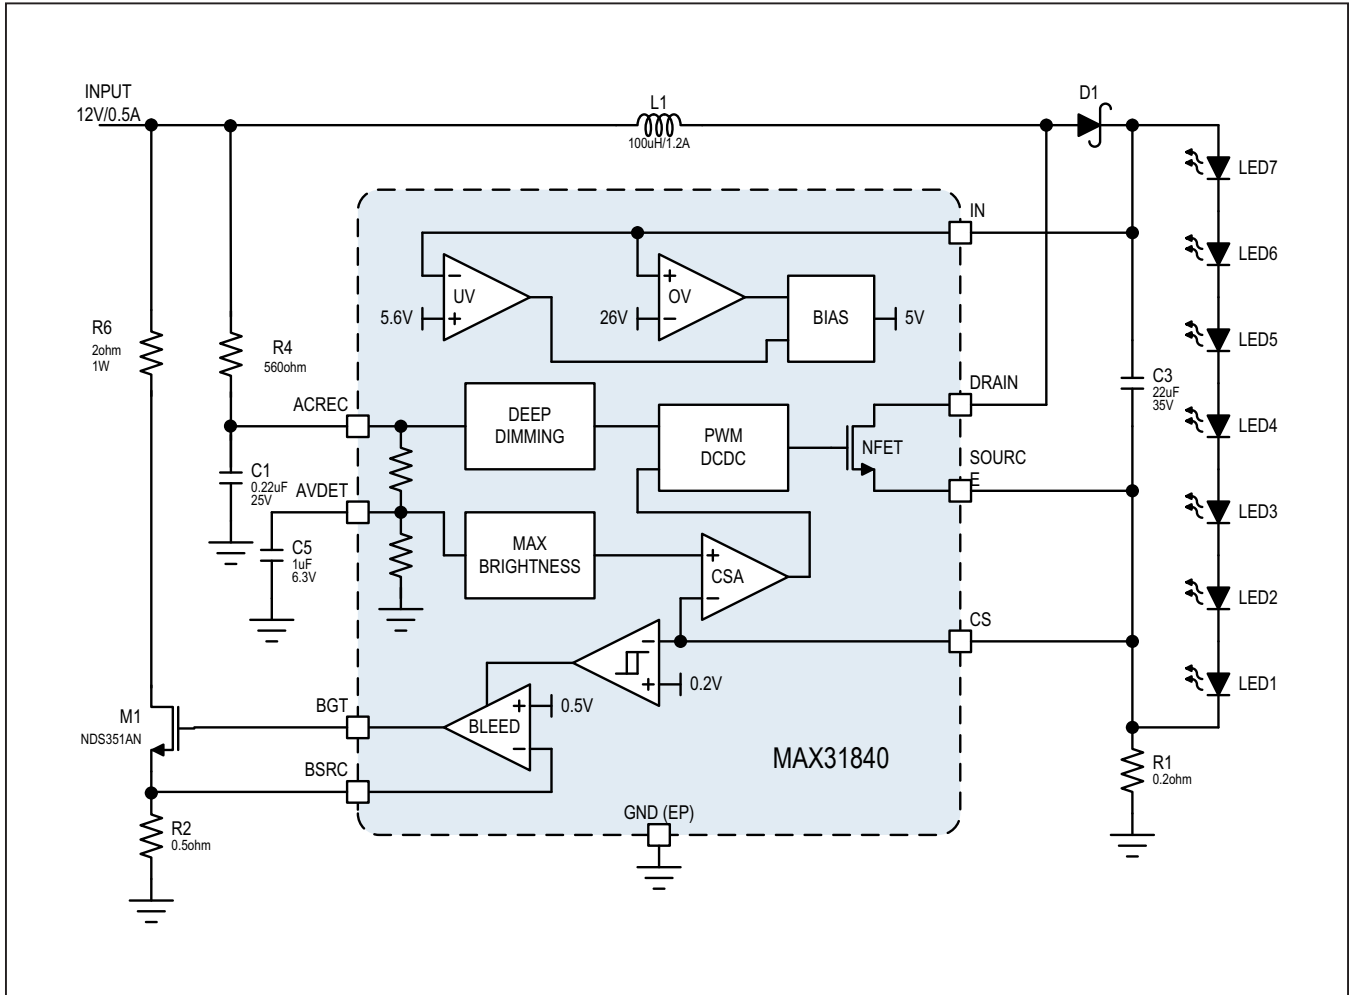 INPUT
12V/0.5A
L1
100uH/1.2A
D1
LED7
IN
LED6
UV
OV
BIAS
5.6V
26V
5V
R6
2ohm
1W
R4
560ohm
LED5
DRAIN
C3
22uF
35V
ACREC
DEEP
DIMMING
PWM
DCDC
NFET
LED4
SOURC
E
C1
0.22uF
25V
AVDET
LED3
C5
1uF
6.3V
MAX
BRIGHTNESS
CSA
LED2
CS
0.2V
LED1
BGT
BLEED
0.5V
M1
NDS351AN
BSRC
MAX31840
R1
0.2ohm
GND (EP)
R2
0.5ohm